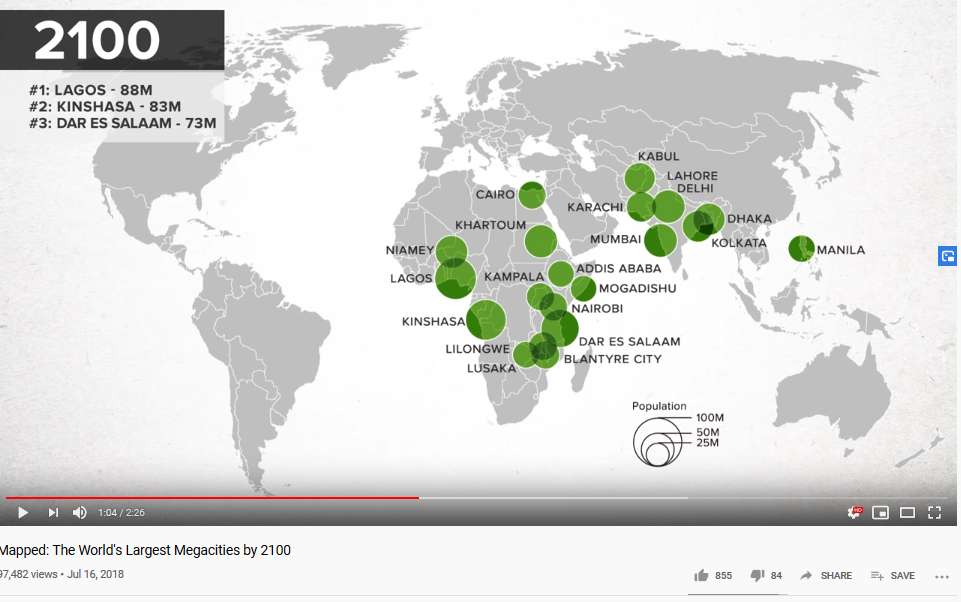 2100
#1: LAGOS - 88M
#2: KINSHASA - 83M
#3: DAR ES SALAAM - 73M
KABUL
LAHORE
DELHI
CAIRO
KARACHI
DHAKA
KHARTOUM
MUMBAI
KOLKATA
NIAMEY
MANILA
ADDIS ABABA
LAGOS
KAMPALA
MOGADISHU
NAIROBI
KINSHASA
DAR ES SALAAM
LILONGWE
BLANTYRE CITY
LUSAKA
Population
100M
50M
25M
1:04 / 2:26
HD
Mapped: The World's Largest Megacities by 2100
97,482 views • Jul 16, 2018
855
84
SHARE
SAVE